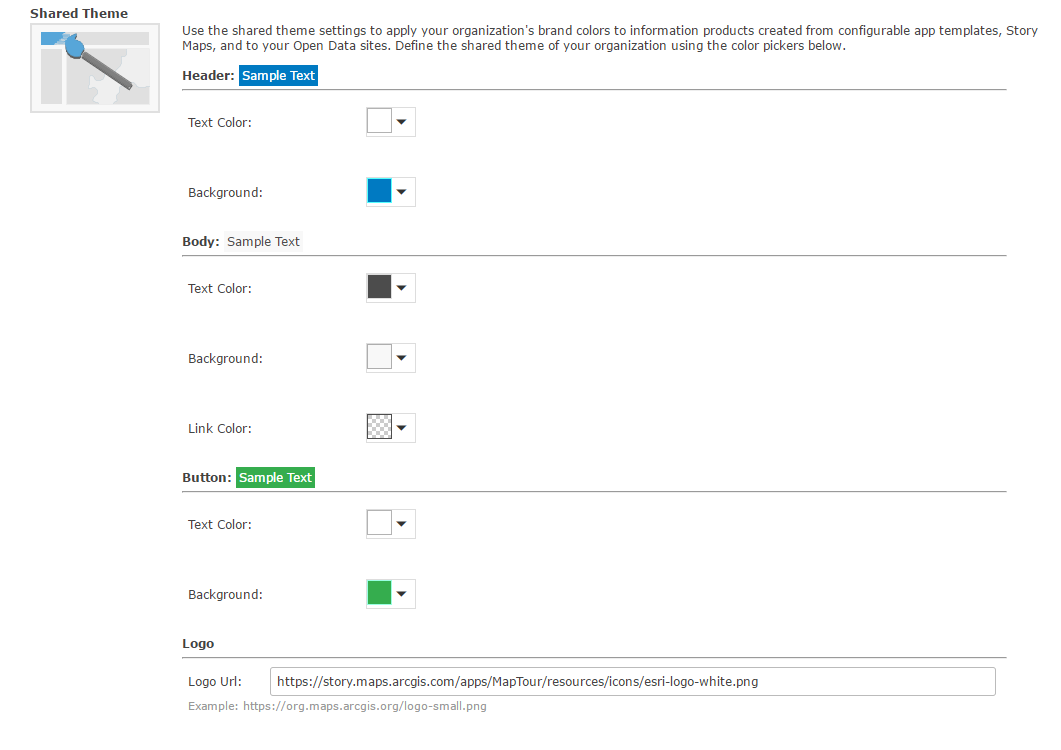 Shared Theme
Use the shared theme settings to apply your organization's brand colors to information products created from configurable app templates, Story
Maps, and to your Open Data sites. Define the shared theme of your organization using the color pickers below.
Header: Sample Text
Text Color:
Background:
Body: Sample Text
Text Color:
Background:
Link Color:
Button: Sample Text
Text Color:
Background:
Logo
Logo Url: https://story.maps.arcgis.com/apps/MapTour/resources/icons/esri-logo-white.png
Example: https://org.maps.arcgis.org/logo-small.png